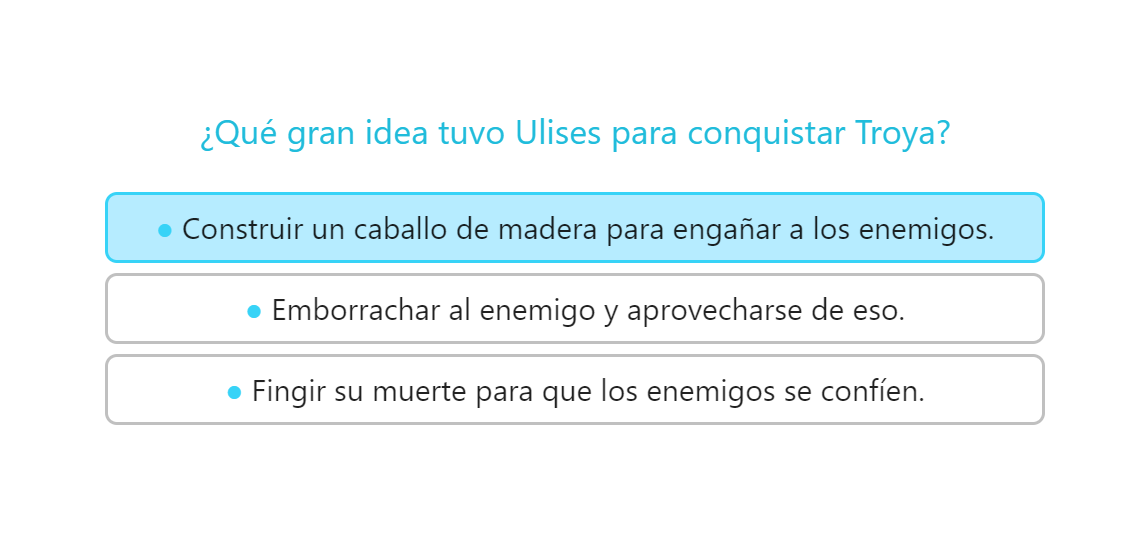 ¿Qué gran idea tuvo Ulises para conquistar Troya?
● Construir un caballo de madera para engañar a los enemigos.
● Emborrachar al enemigo y aprovecharse de eso.
● Fingir su muerte para que los enemigos se confíen.